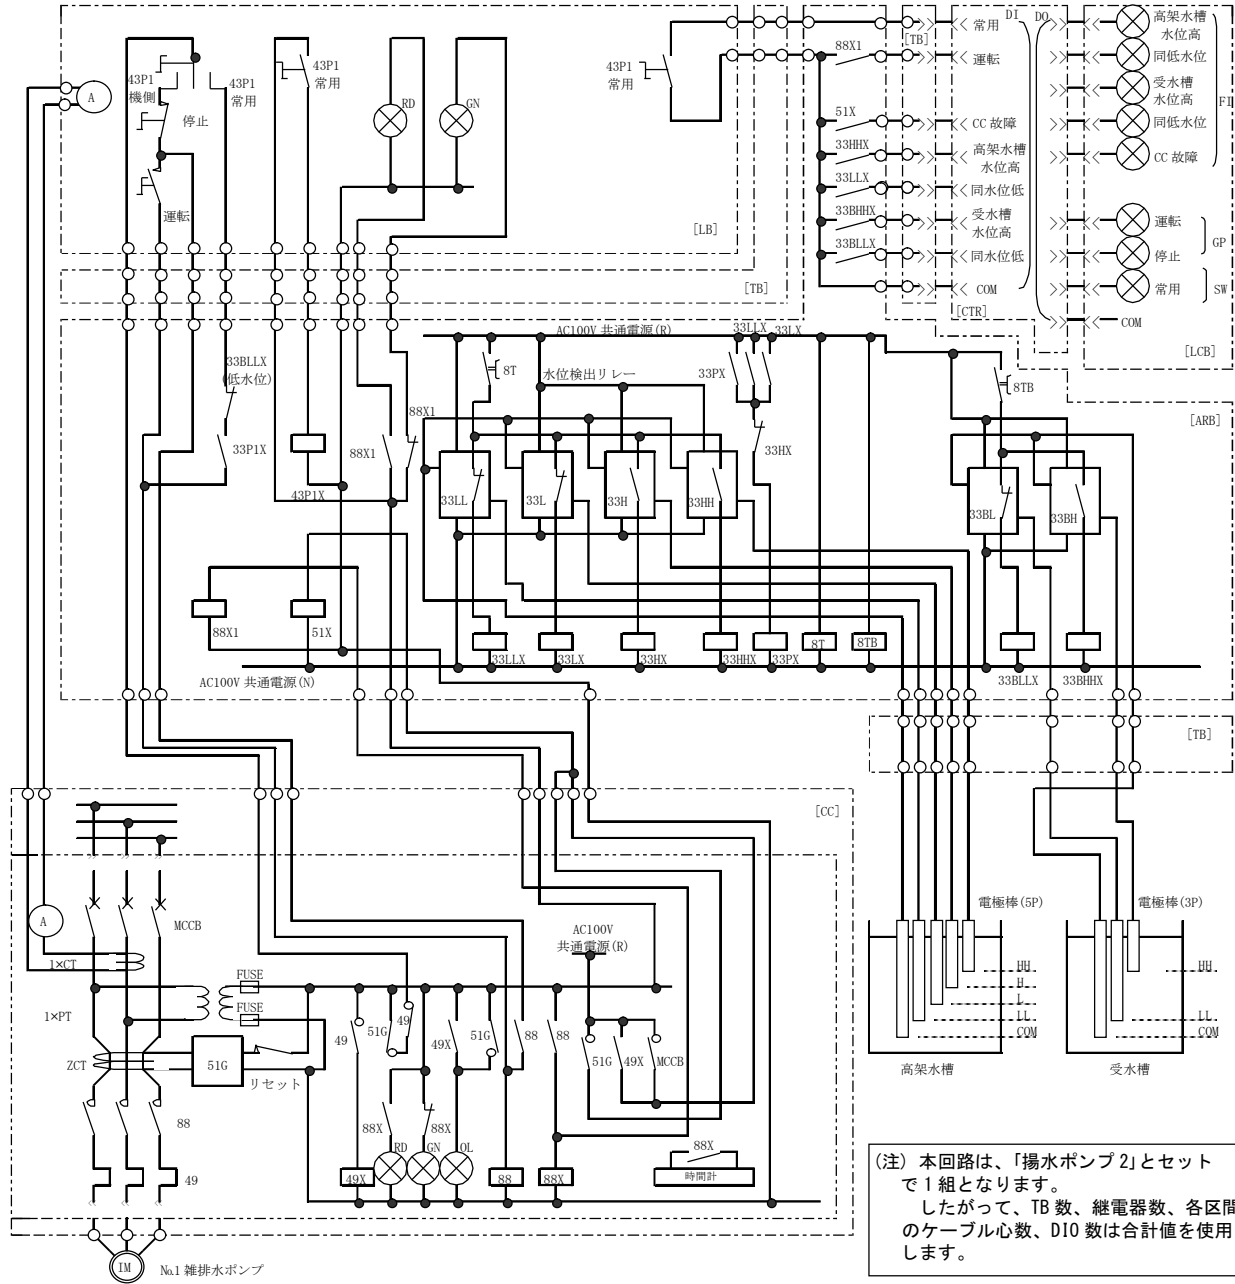 43P1
機側
43P1
常用
停止
運転
A
43P1
常用
RD
GN
43P1
常用
88X1
51X
33HHX
33LLX
33BHHX
33BLLX
[TB]
常用
DI
運転
CC 故障
高架水槽
水位高
同水位低
受水槽
水位高
同水位低
COM
[CTR]
DO
高架水槽
水位高
同低水位
受水槽
水位高
同低水位
CC 故障
FI
運転
停止
GP
常用
SW
COM
[LCB]
[LB]
[TB]
[ARB]
33BLLX
(低水位)
33P1X
43P1X
88X1
88X1
AC100V 共通電源(R)
8T
水位検出リレー
33PX
33LLX
33LX
33HX
8TB
33LL
33L
33H
33HH
33BL
33BH
88X1
51X
33LLX
33LX
33HX
33HHX
33PX
8T
8TB
33BLLX
33BHHX
AC100V 共通電源(N)
[TB]
[CC]
A
MCCB
1×CT
1×PT
FUSE
FUSE
ZCT
51G
リセット
88
49
IM
No.1 雑排水ポンプ
49
51G
49
49X
51G
88
88
AC100V
共通電源(R)
51G
49X
MCCB
88X
88X
RD
GN
OL
49X
88
88X
88X
時間計
電極棒(5P)
HH
H
L
LL
COM
高架水槽
電極棒(3P)
HH
LL
COM
受水槽
(注) 本回路は、「揚水ポンプ 2」とセット
で 1 組となります。
したがって、TB 数、継電器数、各区間
のケーブル心数、DIO 数は合計値を使用
します。